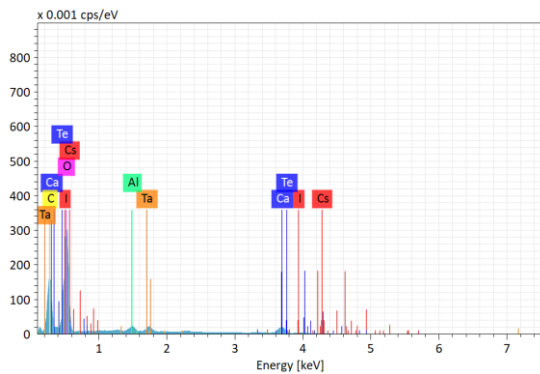 x 0.001 cps/eV
800
700
600
500
400
300
200
100
0
Te
Cs
O
Ca
C
I
Ta
Al
Ta
Te
Ca
I
Cs
1
2
3
4
5
6
7
Energy [keV]